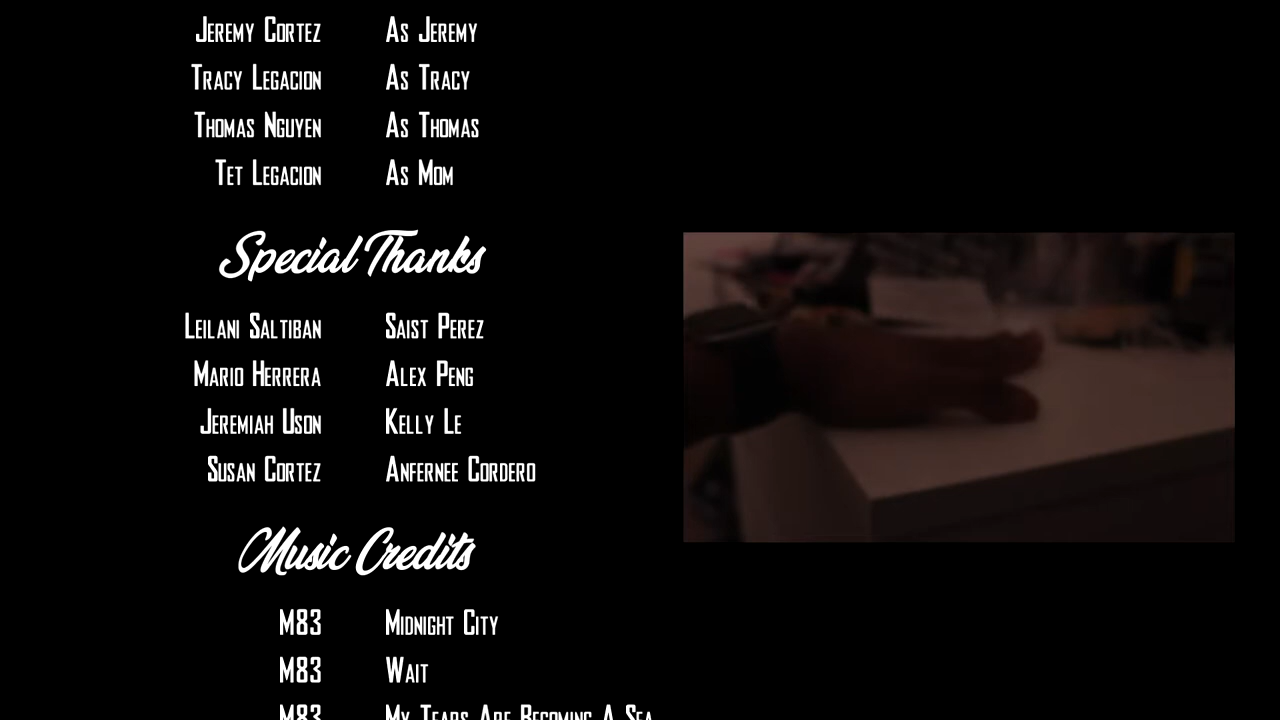 Jeremy Cortez As Jeremy
Tracy Legacion As Tracy
Thomas Nguyen As Thomas
Tet Legacion As Mom
Special Thanks
Leilani Saltiban Saist Perez
Mario Herrera Alex Peng
Jeremiah Uson Kelly Le
Susan Cortez Anfernee Cordero
Music Credits
M83 Midnight City
M83 Wait
M83 My Tears Are Becoming A Sea